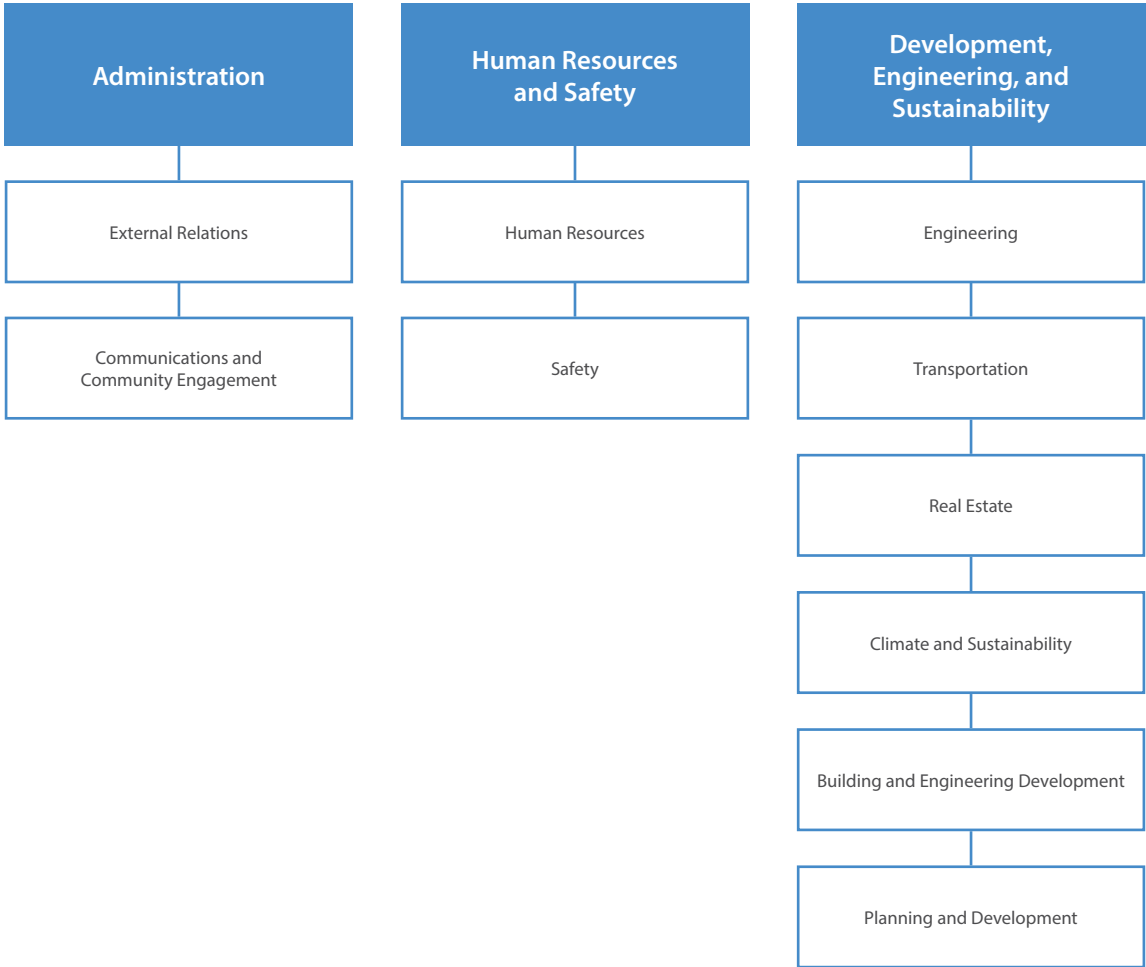 Administration
External Relations
Communications and
Community Engagement
Human Resources
and Safety
Human Resources
Safety
Development,
Engineering, and
Sustainability
Engineering
Transportation
Real Estate
Climate and Sustainability
Building and Engineering Development
Planning and Development